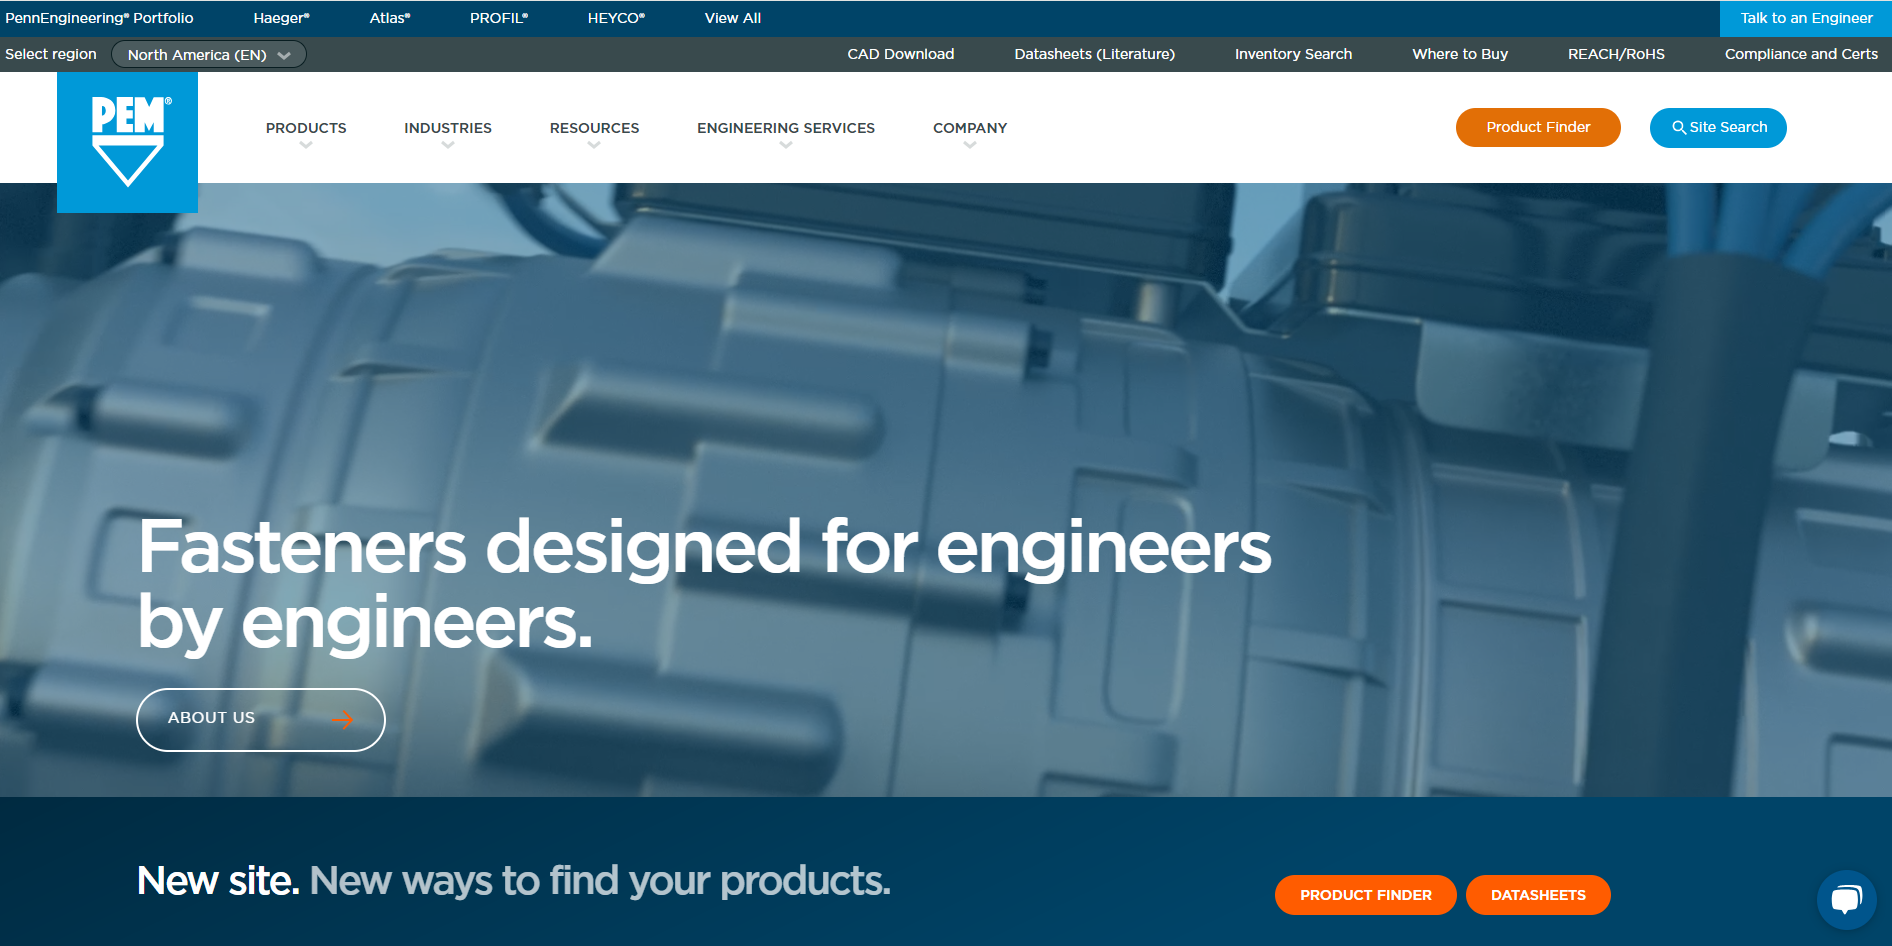 PennEngineering® Portfolio
Haeger®
Atlas®
PROFIL®
HEYCO®
View All
Talk to an Engineer
Select region
North America (EN)
CAD Download
Datasheets (Literature)
Inventory Search
Where to Buy
REACH/RoHS
Compliance and Certs
PEM®
PRODUCTS
INDUSTRIES
RESOURCES
ENGINEERING SERVICES
COMPANY
Product Finder
Site Search
Fasteners designed for engineers
by engineers.
ABOUT US
New site. New ways to find your products.
PRODUCT FINDER
DATASHEETS